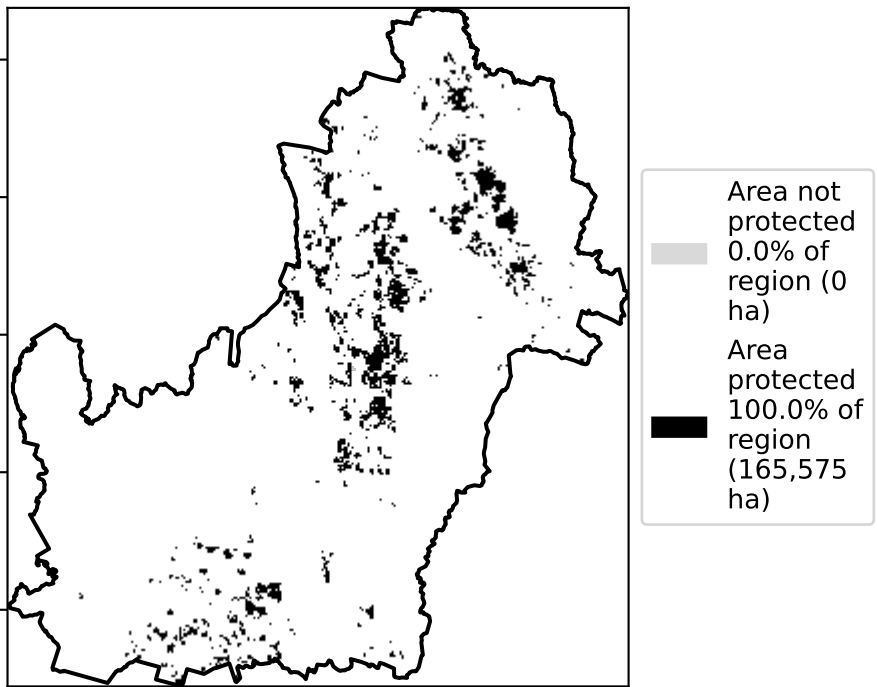 Area not
protected
0.0% of
region (0
ha)
Area
protected
100.0% of
region
(165,575
ha)